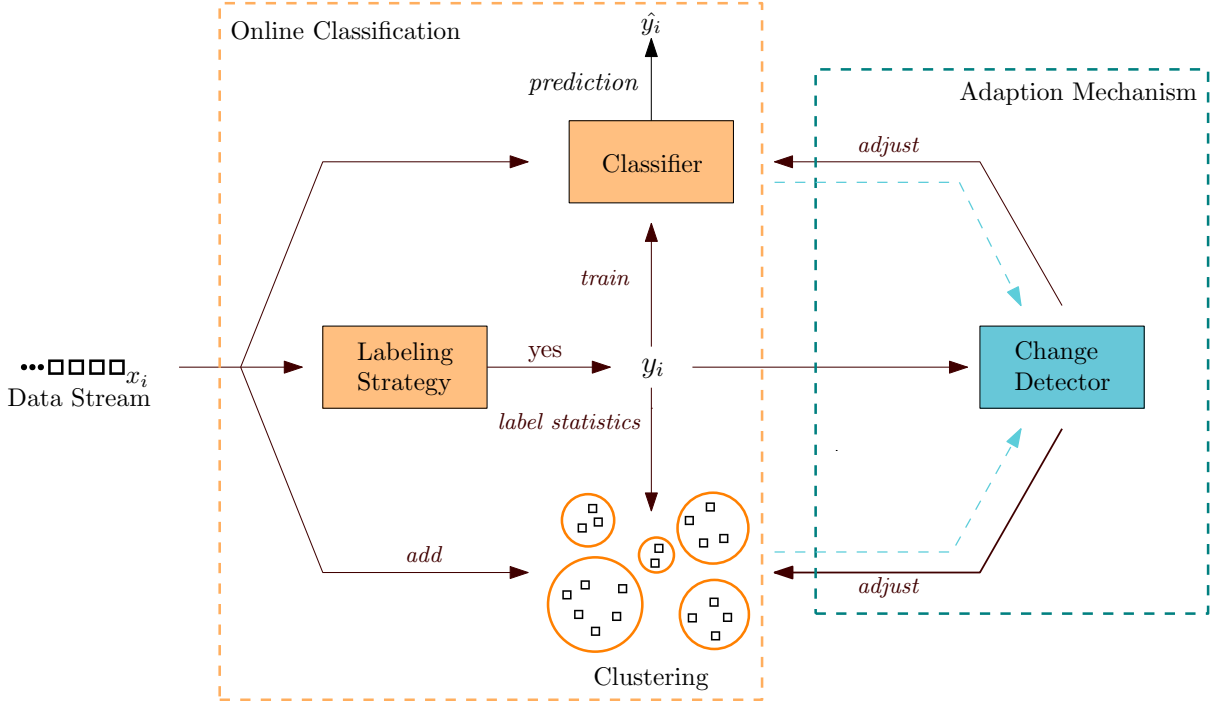 Online Classification
ŷᵢ
prediction
Adaption Mechanism
Classifier
adjust
train
Labeling
Strategy
yes
yᵢ
Change
Detector
xᵢ
Data Stream
label statistics
add
adjust
Clustering